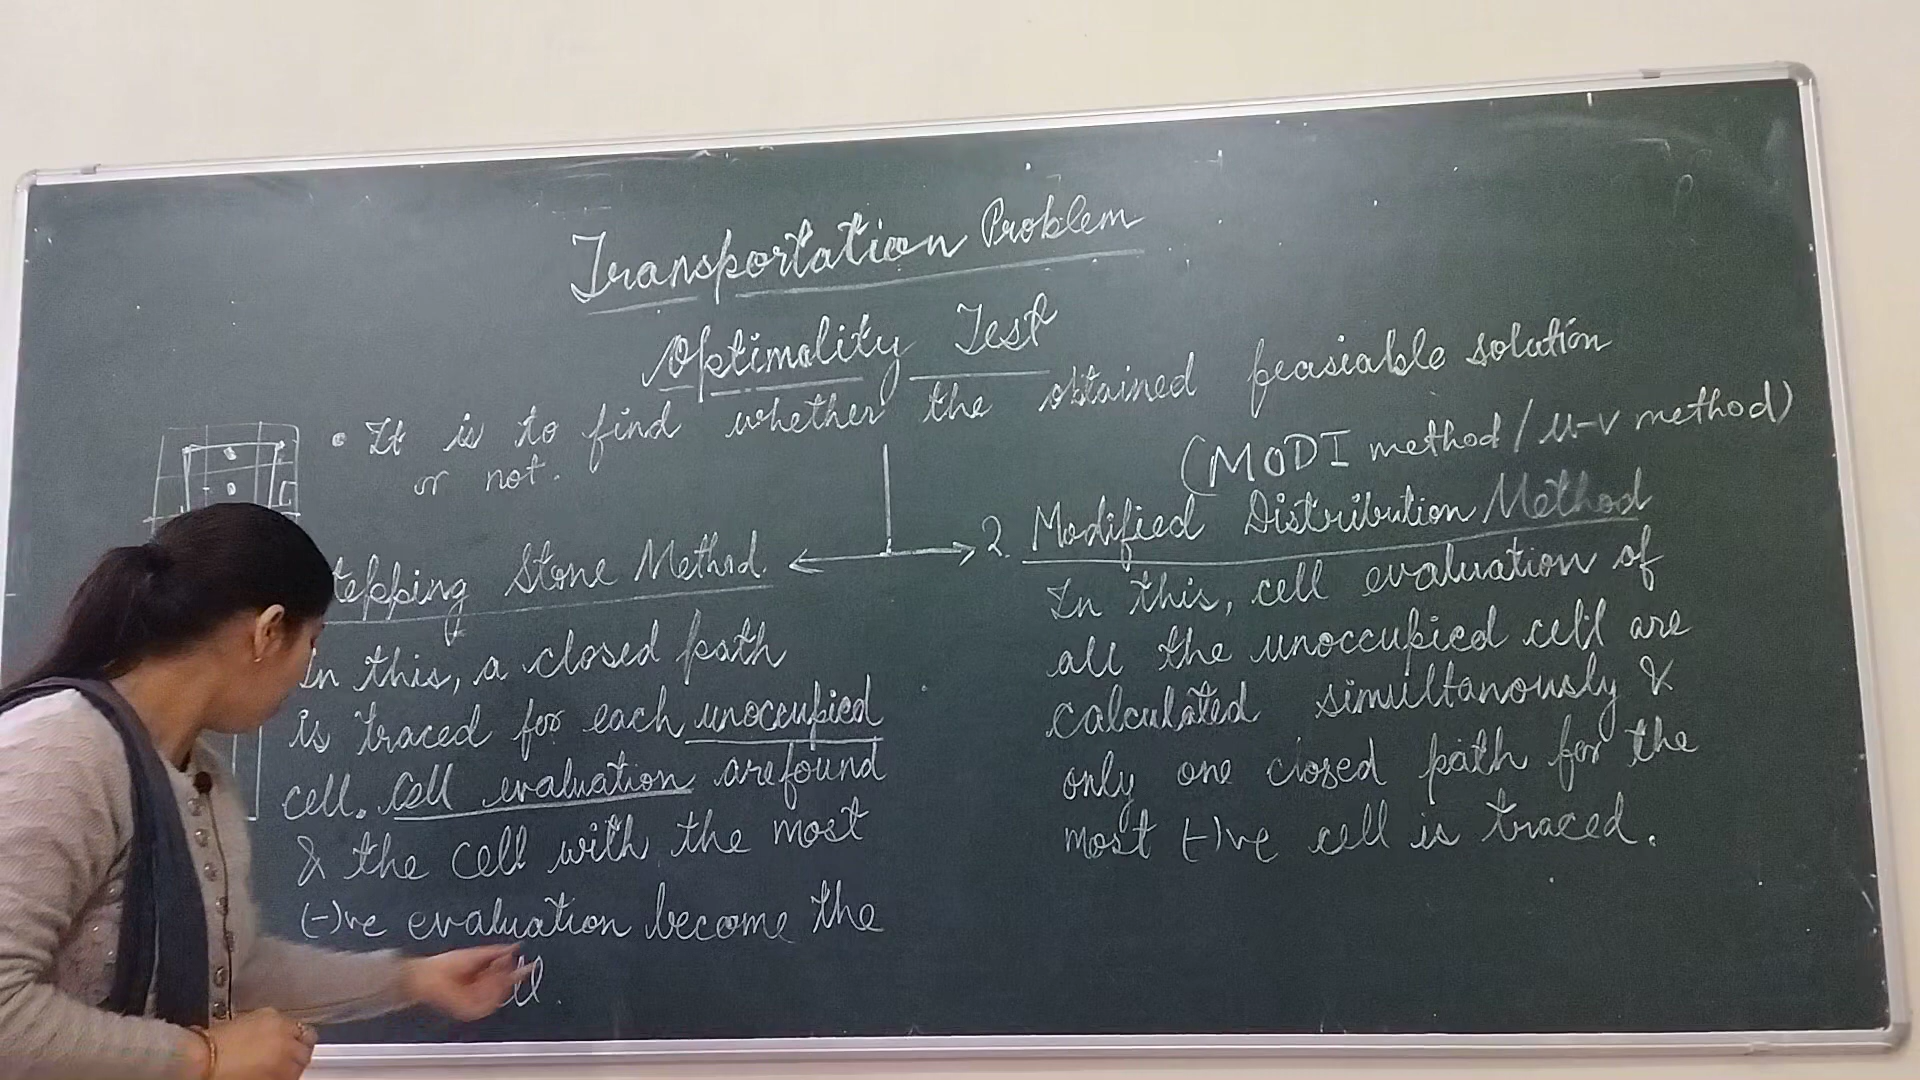 Transportation Problem
Optimality Test
• It is to find whether the obtained feasiable solution
or not.
(MODI method/u-v method)
tepping Stone Method.
In this, a closed path
is traced for each unoccupied
cell. Cell evaluation are found
& the cell with the most
(-)ve evaluation become the
ll.
2. Modified Distribution Method
In this, cell evaluation of
all the unoccupied cell are
calculated simultanously &
only one closed path for the
most (-)ve cell is traced.